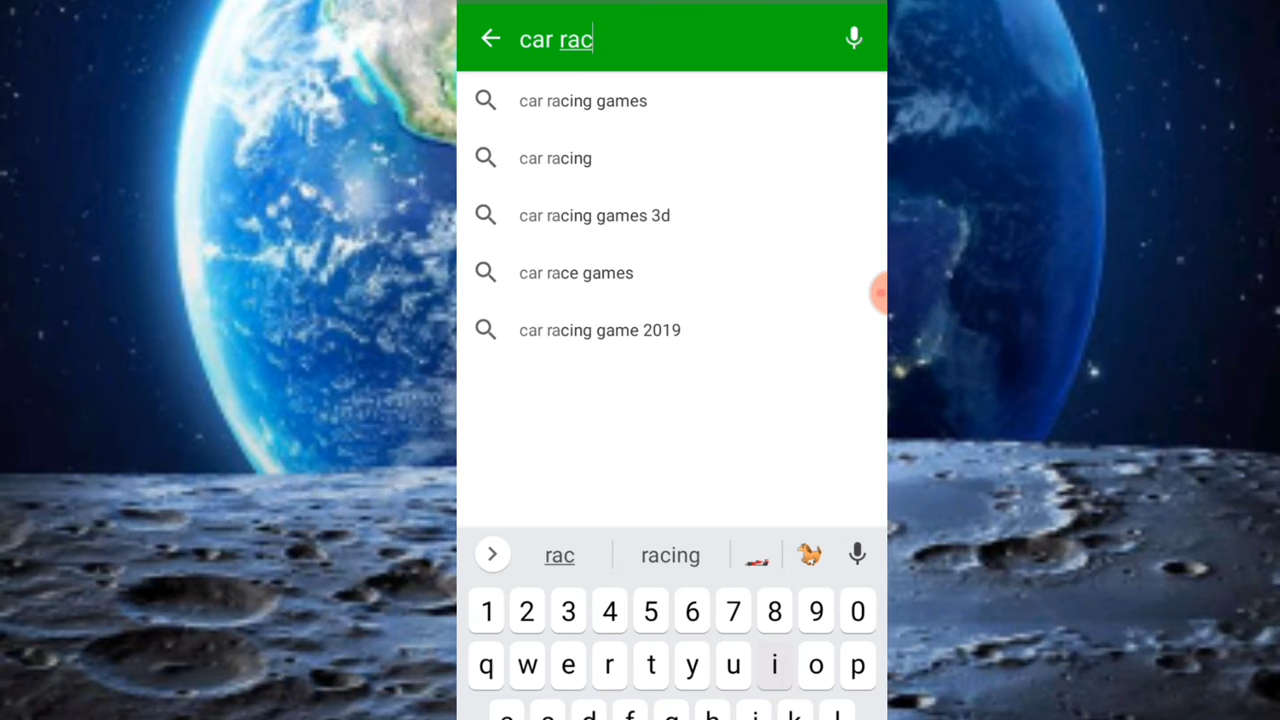 car rac
car racing games
car racing
car racing games 3d
car race games
car racing game 2019
rac racing
1 2 3 4 5 6 7 8 9 0
q w e r t y u i o p